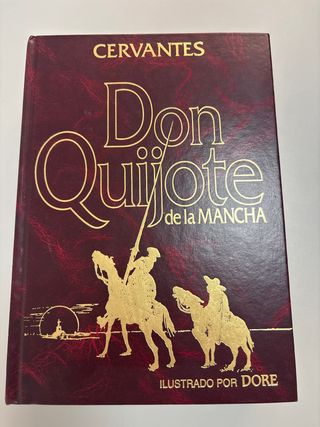 CERVANTES
Don
Quijote
de la MANCHA
ILUSTRADO POR DORE